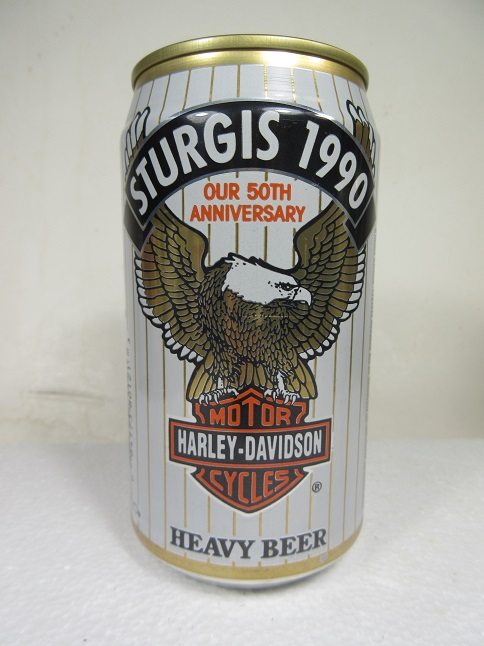 STURGIS 1990
OUR 50TH
ANNIVERSARY
MOTOR
HARLEY-DAVIDSON
CYCLES
®
HEAVY BEER